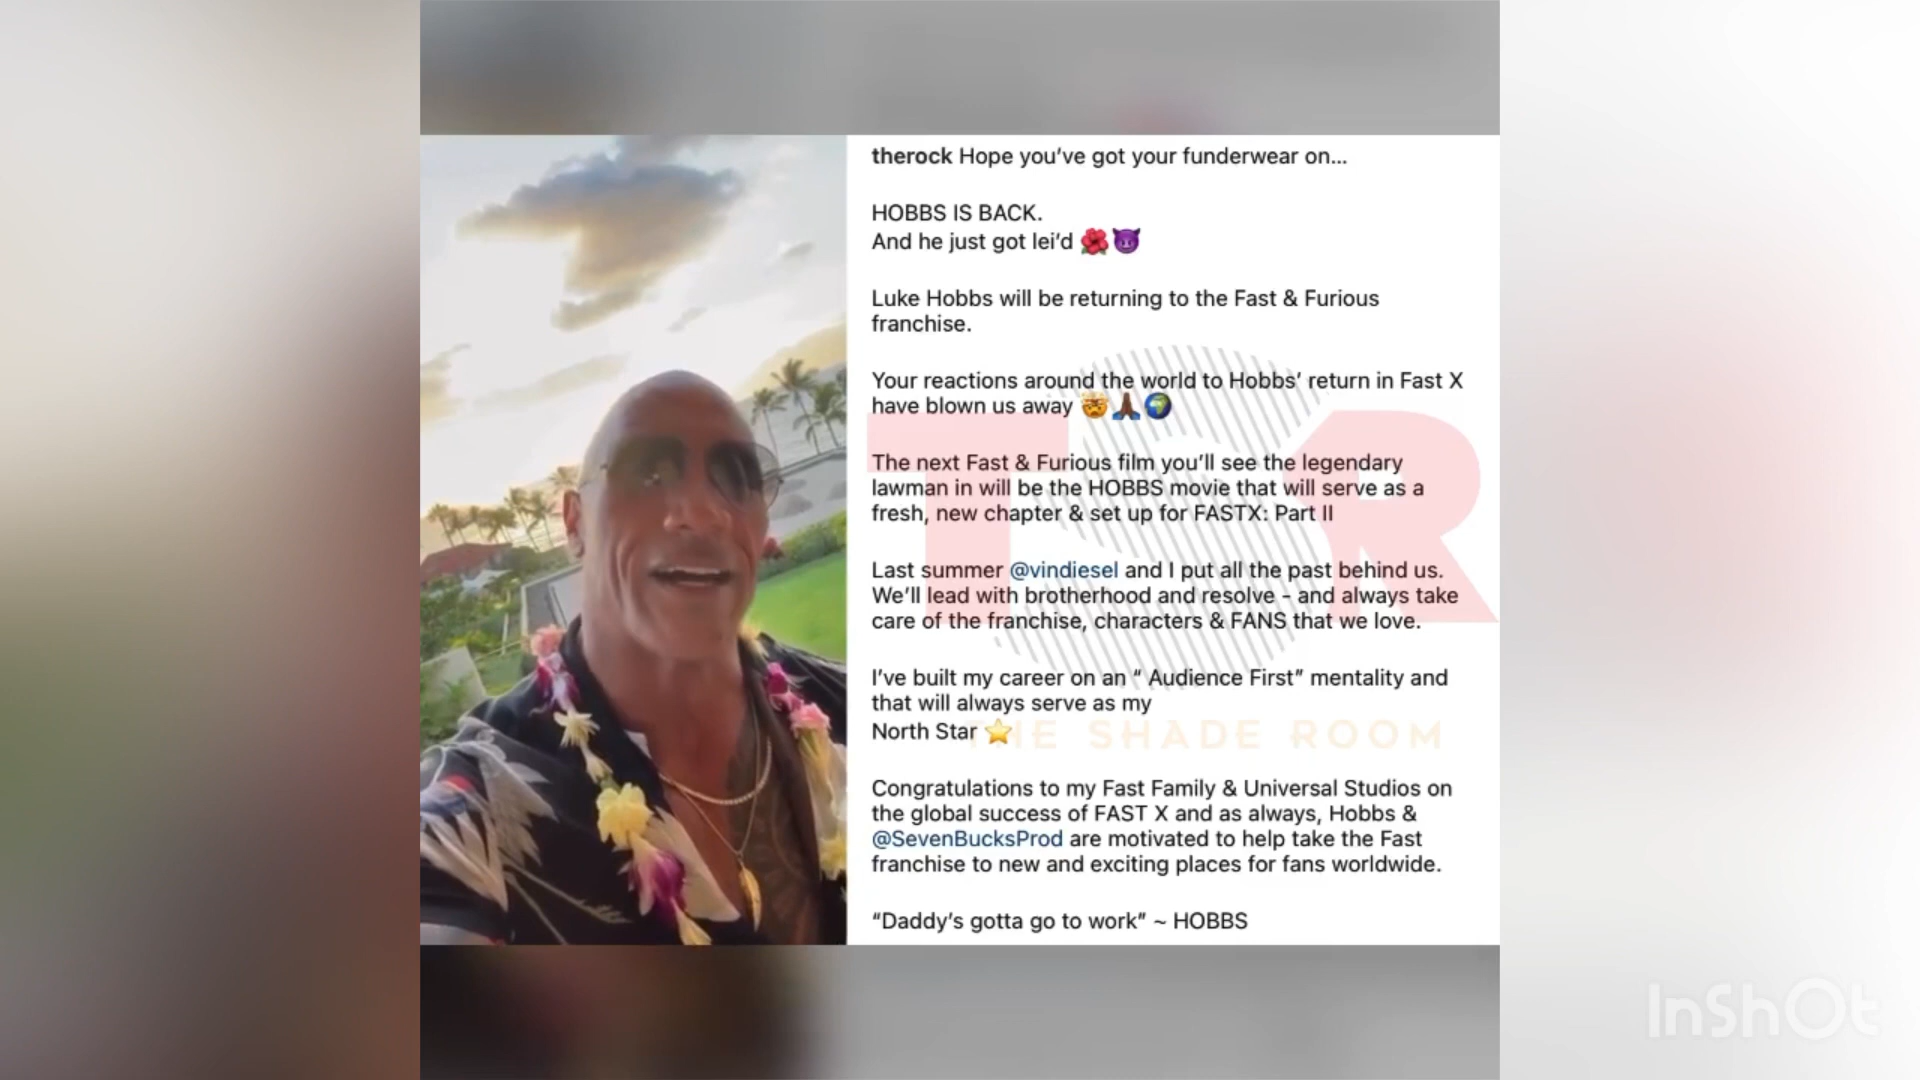 therock Hope you've got your funderwear on...
HOBBS IS BACK.
And he just got lei'd 🌺😈
Luke Hobbs will be returning to the Fast & Furious
franchise.
Your reactions around the world to Hobbs' return in Fast X
have blown us away 🤯🙏🏾🌍
The next Fast & Furious film you'll see the legendary
lawman in will be the HOBBS movie that will serve as a
fresh, new chapter & set up for FASTX: Part II
Last summer @vindiesel and I put all the past behind us.
We'll lead with brotherhood and resolve - and always take
care of the franchise, characters & FANS that we love.
I've built my career on an " Audience First" mentality and
that will always serve as my
North Star ⭐
Congratulations to my Fast Family & Universal Studios on
the global success of FAST X and as always, Hobbs &
@SevenBucksProd are motivated to help take the Fast
franchise to new and exciting places for fans worldwide.
"Daddy's gotta go to work" ~ HOBBS
TSR
THE SHADE ROOM
InShOt